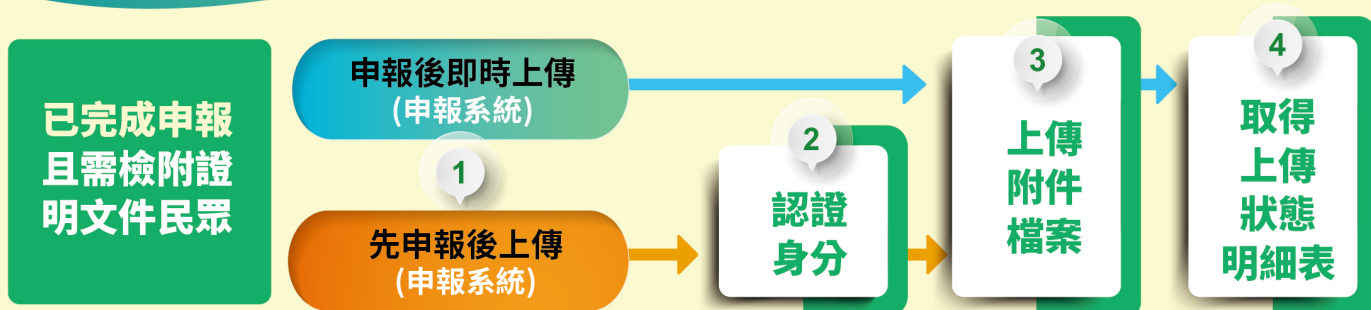 已完成申報
且需檢附證
明文件民眾
申報後即時上傳
(申報系統)
1
先申報後上傳
(申報系統)
2
認證
身分
3
上傳
附件
檔案
4
取得
上傳
狀態
明細表